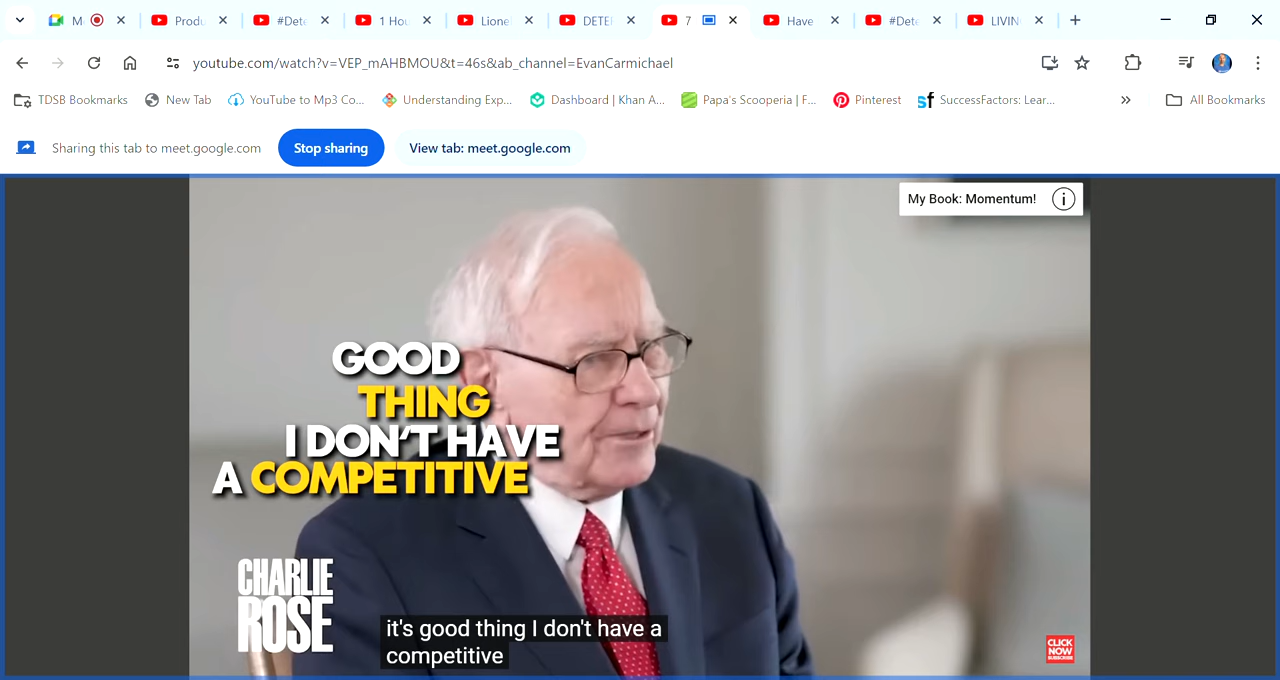 M
Produ
#Dete
1 Hou
Lione
DETER
7
Have
#Dete
LIVIN
youtube.com/watch?v=VEP_mAHBMOU&t=46s&ab_channel=EvanCarmichael
TDSB Bookmarks
New Tab
YouTube to Mp3 Co...
Understanding Exp...
Dashboard | Khan A...
Papa's Scooperia | F...
Pinterest
SuccessFactors: Lear...
All Bookmarks
Sharing this tab to meet.google.com
Stop sharing
View tab: meet.google.com
My Book: Momentum!
GOOD
THING
I DON'T HAVE
A COMPETITIVE
CHARLIE
ROSE
it's good thing I don't have a
competitive
CLICK
NOW
SUBSCRIBE